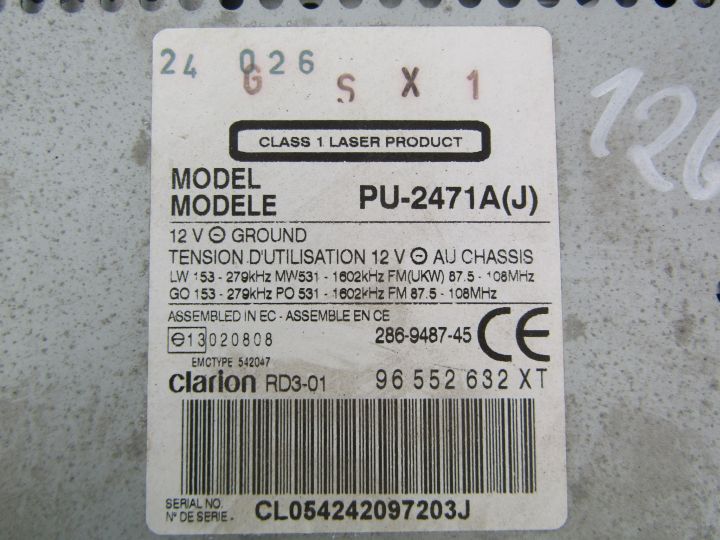 24 026
G S X 1
126
CLASS 1 LASER PRODUCT
MODEL
MODELE PU-2471A(J)
12 V ⊖ GROUND
TENSION D'UTILISATION 12 V ⊖ AU CHASSIS
LW 153 - 279kHz MW531 - 1602kHz FM(UKW) 87.5 - 108MHz
GO 153 - 279kHz PO 531 - 1602kHz FM 87.5 - 108MHz
ASSEMBLED IN EC - ASSEMBLE EN CE
⊖13 020808 286-9487-45 CE
EMCTYPE 542047
clarion RD3-01 96 552 632 XT
SERIAL NO.
N° DE SERIE - CL054242097203J